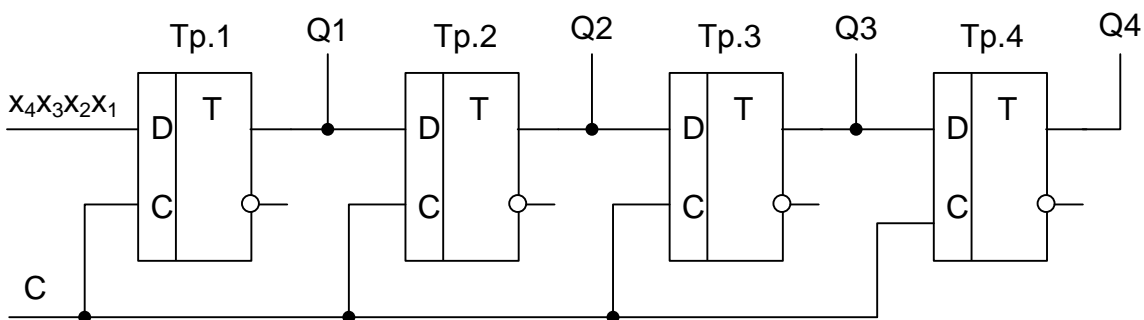 Тр.1 Q1 Тр.2 Q2 Тр.3 Q3 Тр.4 Q4
x₄x₃x₂x₁
D T D T D T D T
C C C C
C